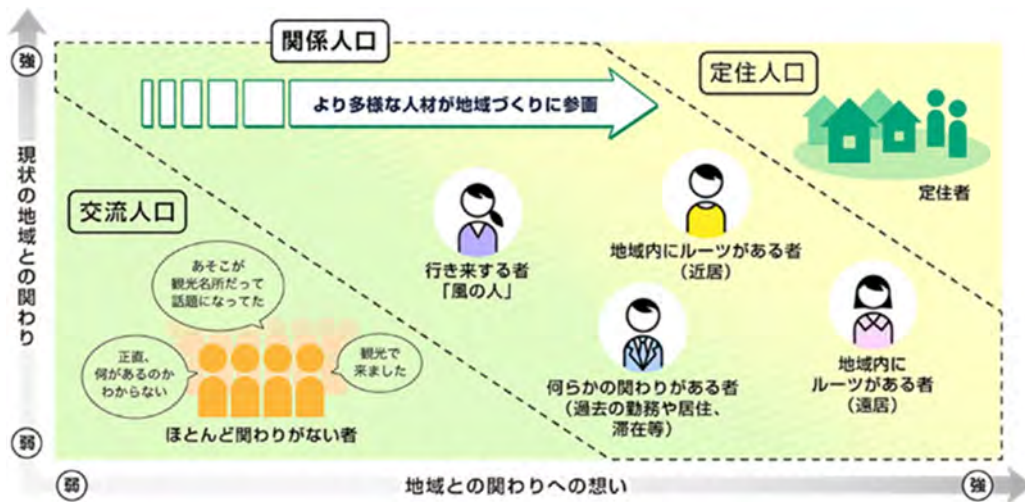 関係人口
定住人口
強
より多様な人材が地域づくりに参画
定住者
現状の地域との関わり
交流人口
行き来する者
「風の人」
地域内にルーツがある者
（近居）
あそこが
観光名所だって
話題になってた
正直、
何があるのか
わからない
観光で
来ました
ほとんど関わりがない者
何らかの関わりがある者
（過去の勤務や居住、
滞在等）
地域内に
ルーツがある者
（遠居）
弱
弱
地域との関わりへの想い
強